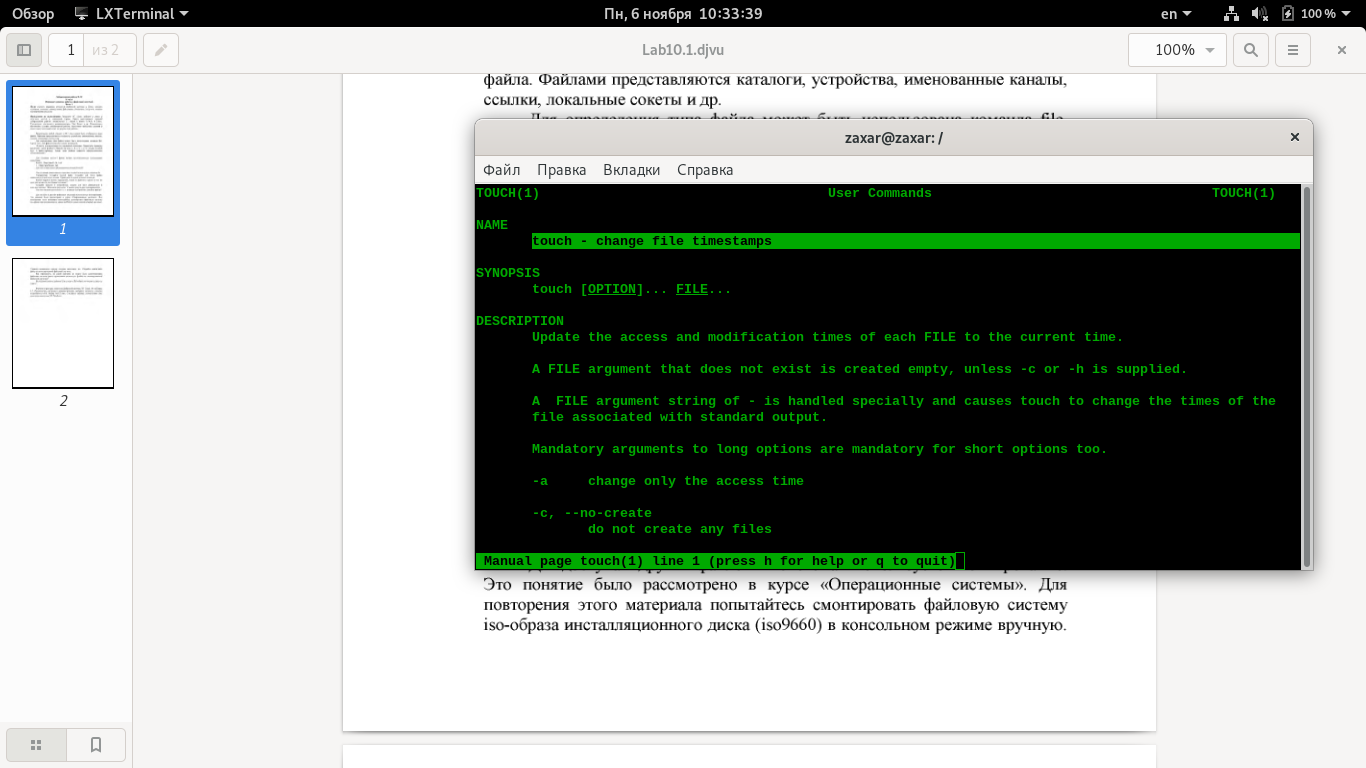 Обзор LXTerminal Пн, 6 ноября 10:33:39 en 100 %
1 из 2 Lab10.1.djvu 100%
файла. Файлами представляются каталоги, устройства, именованные каналы,
ссылки, локальные сокеты и др.
zaxar@zaxar: /
Файл Правка Вкладки Справка
TOUCH(1) User Commands TOUCH(1)
NAME
touch - change file timestamps
SYNOPSIS
touch [OPTION]... FILE...
DESCRIPTION
Update the access and modification times of each FILE to the current time.
A FILE argument that does not exist is created empty, unless -c or -h is supplied.
A FILE argument string of - is handled specially and causes touch to change the times of the
file associated with standard output.
Mandatory arguments to long options are mandatory for short options too.
-a change only the access time
-c, --no-create
do not create any files
Manual page touch(1) line 1 (press h for help or q to quit)
Это понятие было рассмотрено в курсе «Операционные системы». Для
повторения этого материала попытайтесь смонтировать файловую систему
iso-образа инсталляционного диска (iso9660) в консольном режиме вручную.
1
2